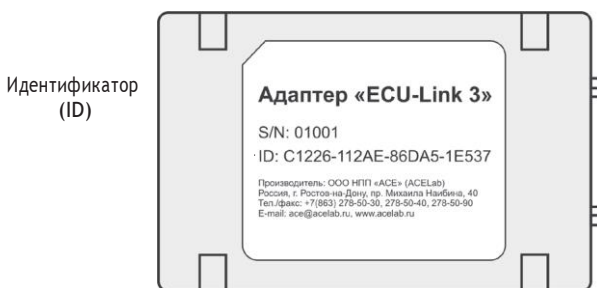 Идентификатор
(ID)
Адаптер «ECU-Link 3»
S/N: 01001
ID: C1226-112AE-86DA5-1E537
Производитель: ООО НПП «АСЕ» (ACELab)
Россия, г. Ростов-на-Дону, пр. Михаила Нагибина, 40
Тел./факс: +7(863) 278-50-30, 278-50-40, 278-50-90
E-mail: ace@acelab.ru, www.acelab.ru